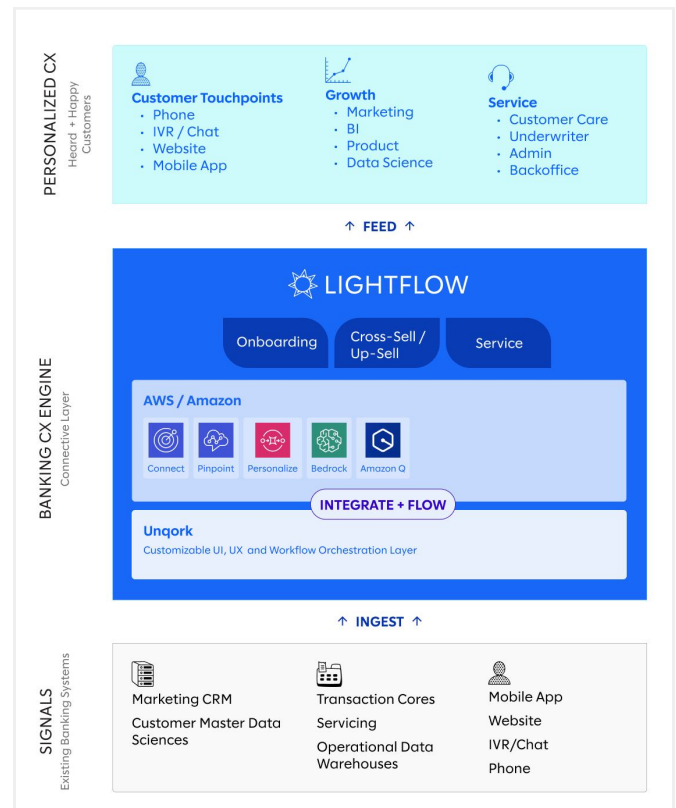 PERSONALIZED CX
Heard + Happy
Customers
Customer Touchpoints
• Phone
• IVR / Chat
• Website
• Mobile App
Growth
• Marketing
• BI
• Product
• Data Science
Service
• Customer Care
• Underwriter
• Admin
• Backoffice
↑ FEED ↑
BANKING CX ENGINE
Connective Layer
LIGHTFLOW
Onboarding
Cross-Sell /
Up-Sell
Service
AWS / Amazon
Connect
Pinpoint
Personalize
Bedrock
Amazon Q
INTEGRATE + FLOW
Unqork
Customizable UI, UX and Workflow Orchestration Layer
↑ INGEST ↑
SIGNALS
Existing Banking Systems
Marketing CRM
Customer Master Data
Sciences
Transaction Cores
Servicing
Operational Data
Warehouses
Mobile App
Website
IVR/Chat
Phone